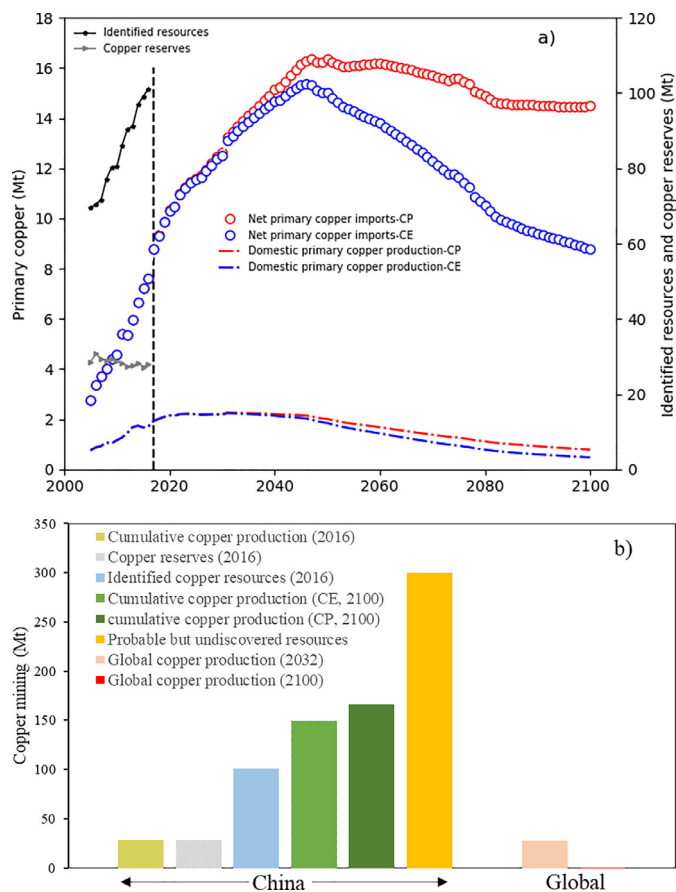 a)
Identified resources
Copper reserves
18
16
14
12
10
8
6
4
2
0
Primary copper (Mt)
120
100
80
60
40
20
0
Identified resources and copper reserves (Mt)
Net primary copper imports-CP
Net primary copper imports-CE
Domestic primary copper production-CP
Domestic primary copper production-CE
2000
2020
2040
2060
2080
2100
b)
350
300
250
200
150
100
50
0
Copper mining (Mt)
Cumulative copper production (2016)
Copper reserves (2016)
Identified copper resources (2016)
Cumulative copper production (CE, 2100)
cumulative copper production (CP, 2100)
Probable but undiscovered resources
Global copper production (2032)
Global copper production (2100)
China
Global